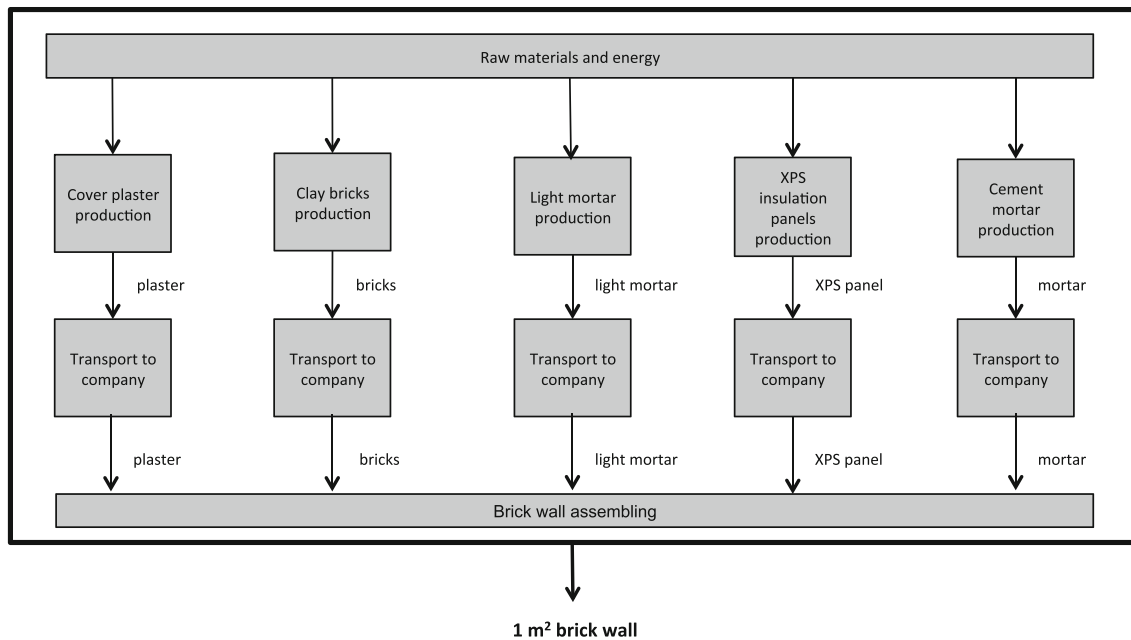 Raw materials and energy
Cover plaster
production
Clay bricks
production
Light mortar
production
XPS
insulation
panels
production
Cement
mortar
production
plaster
bricks
light mortar
XPS panel
mortar
Transport to
company
Transport to
company
Transport to
company
Transport to
company
Transport to
company
plaster
bricks
light mortar
XPS panel
mortar
Brick wall assembling
1 m² brick wall